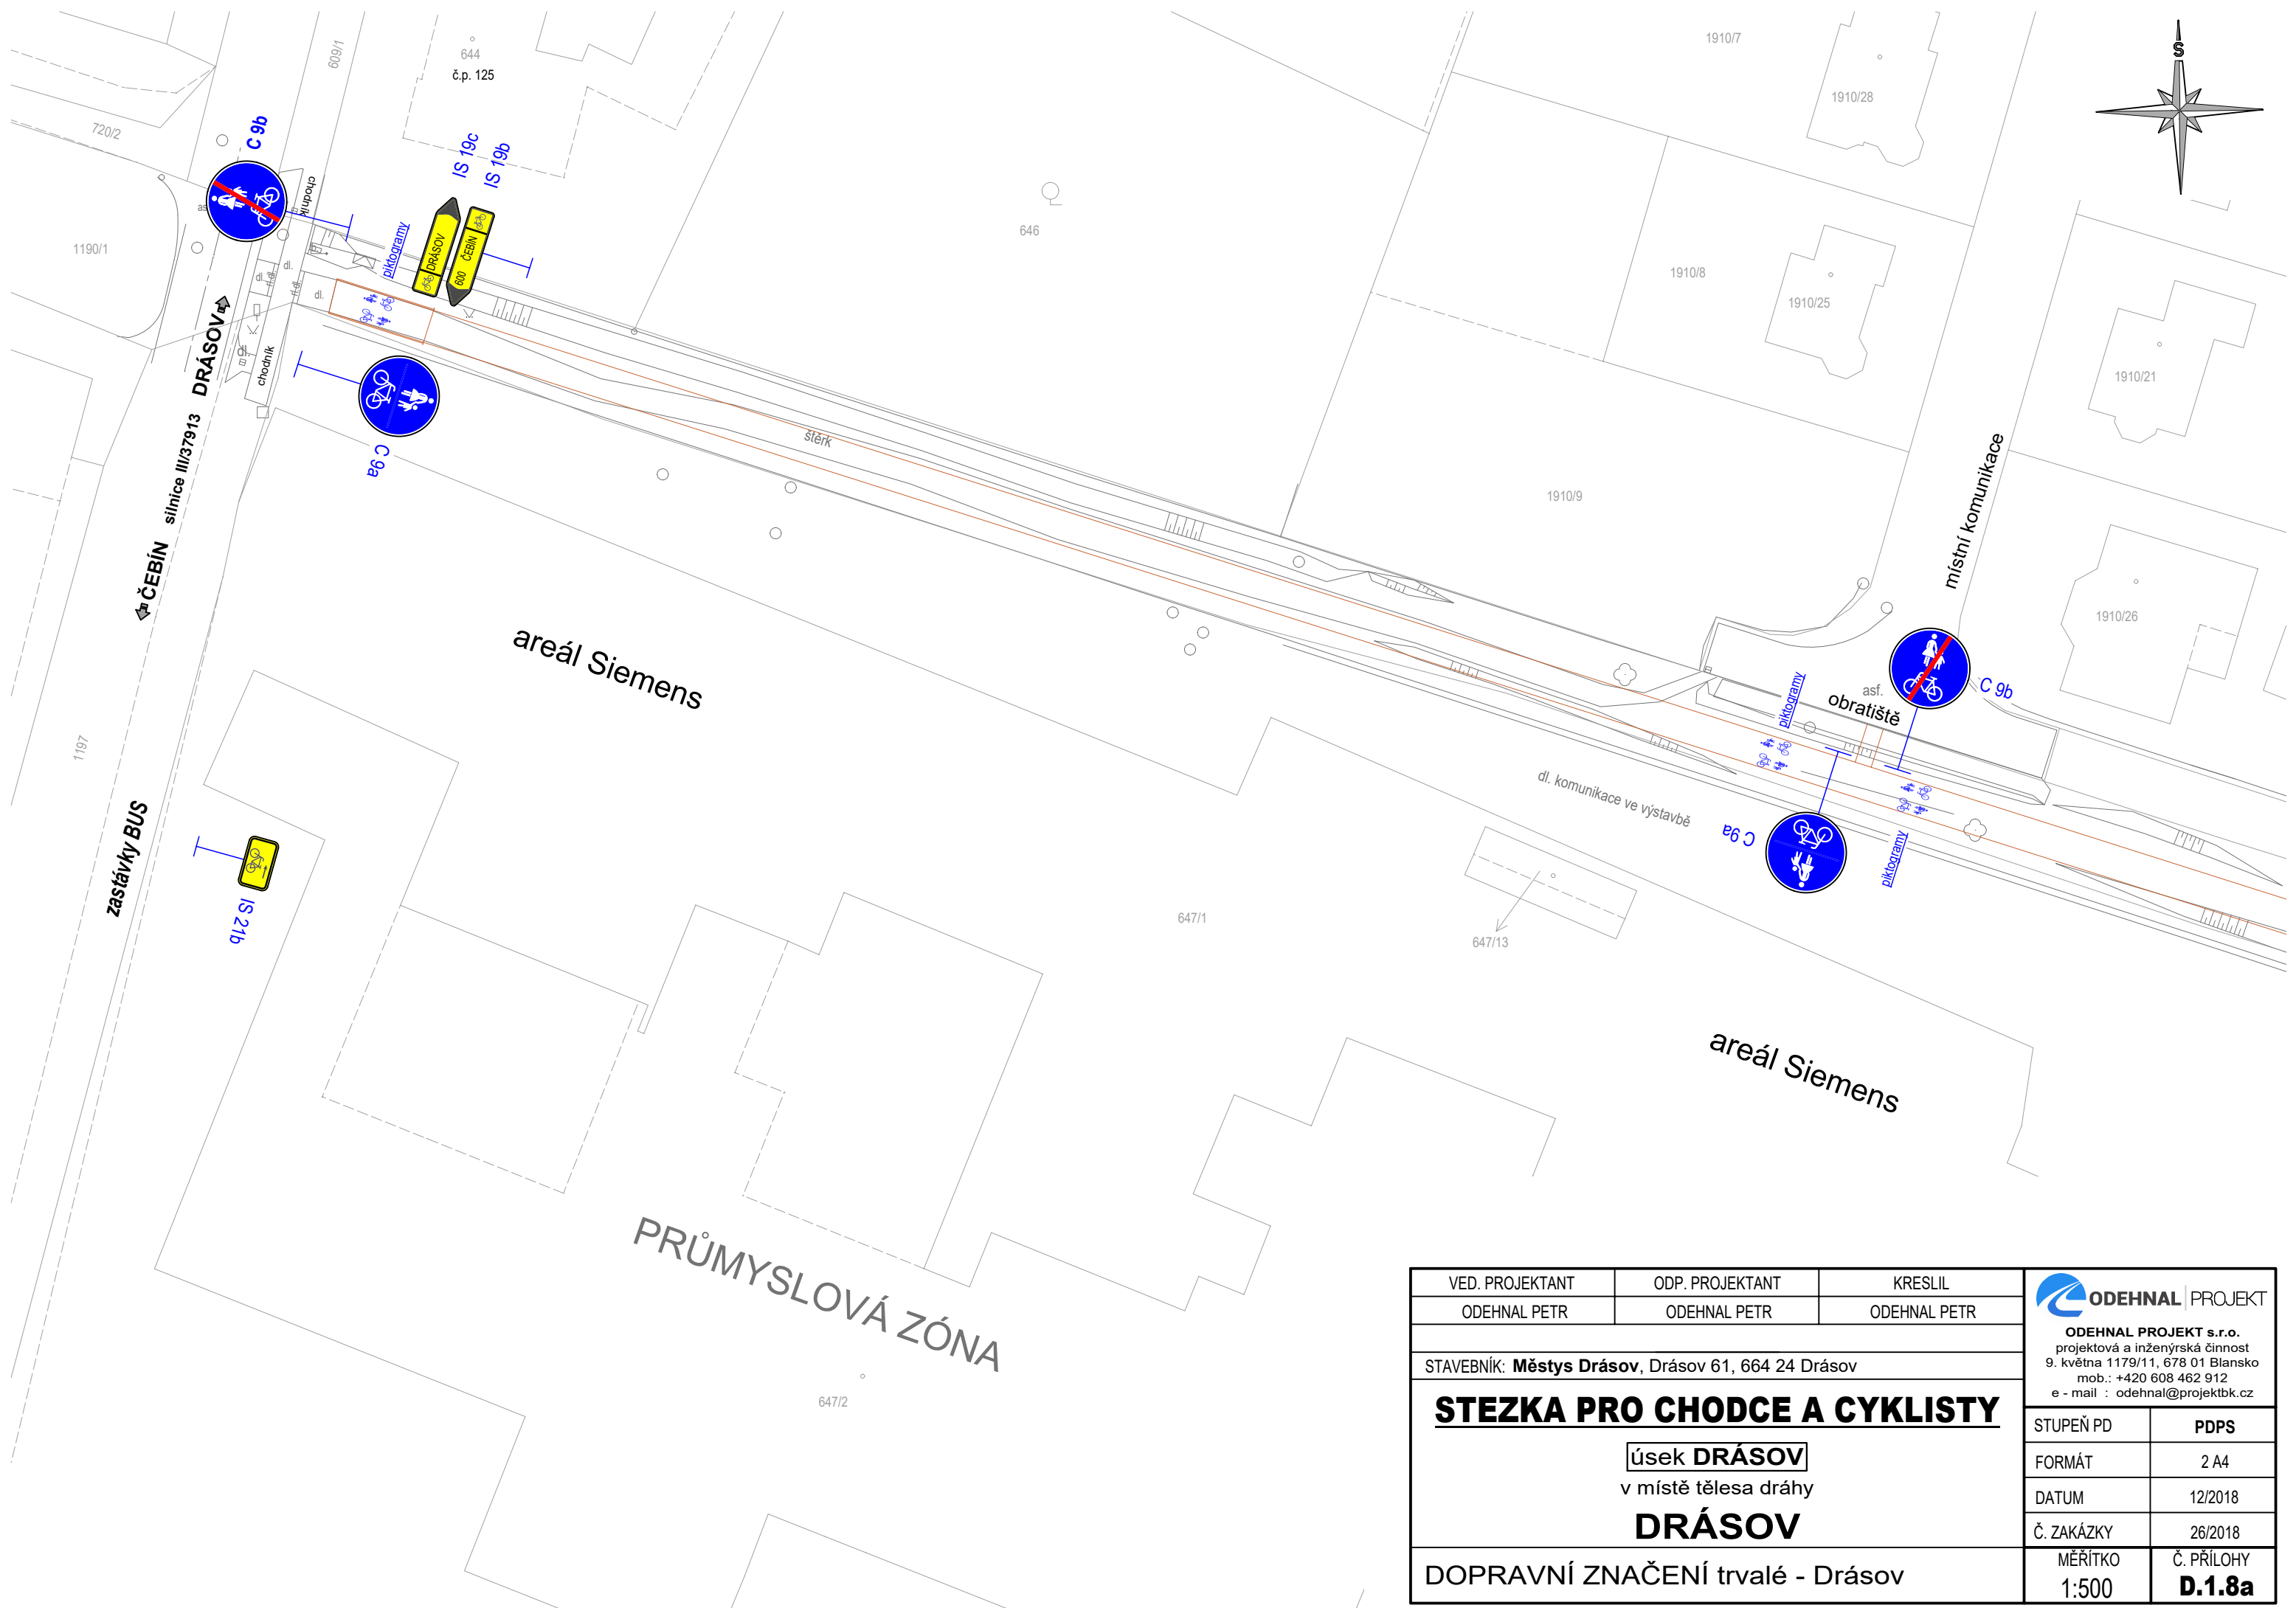 S
609/1
644
č.p. 125
720/2
C 9b
chodník
IS 19c
IS 19b
piktogramy
DRÁSOV
600 ČEBÍN
1190/1
dl.
dl.
dl.
dl.
DRÁSOV
chodník
silnice III/37913
ČEBÍN
C 9a
štěrk
646
1910/7
1910/28
1910/8
1910/25
1910/21
1910/9
místní komunikace
1910/26
C 9b
asf.
obratiště
piktogramy
piktogramy
C 9a
dl. komunikace ve výstavbě
areál Siemens
1197
zastávky BUS
IS 21b
647/1
647/13
areál Siemens
PRŮMYSLOVÁ ZÓNA
647/2
VED. PROJEKTANT ODP. PROJEKTANT KRESLIL
ODEHNAL PETR ODEHNAL PETR ODEHNAL PETR
STAVEBNÍK: Městys Drásov, Drásov 61, 664 24 Drásov
STEZKA PRO CHODCE A CYKLISTY
úsek DRÁSOV
v místě tělesa dráhy
DRÁSOV
DOPRAVNÍ ZNAČENÍ trvalé - Drásov
ODEHNAL PROJEKT
ODEHNAL PROJEKT s.r.o.
projektová a inženýrská činnost
9. května 1179/11, 678 01 Blansko
mob.: +420 608 462 912
e - mail : odehnal@projektbk.cz
STUPEŇ PD PDPS
FORMÁT 2 A4
DATUM 12/2018
Č. ZAKÁZKY 26/2018
MĚŘÍTKO Č. PŘÍLOHY
1:500 D.1.8a